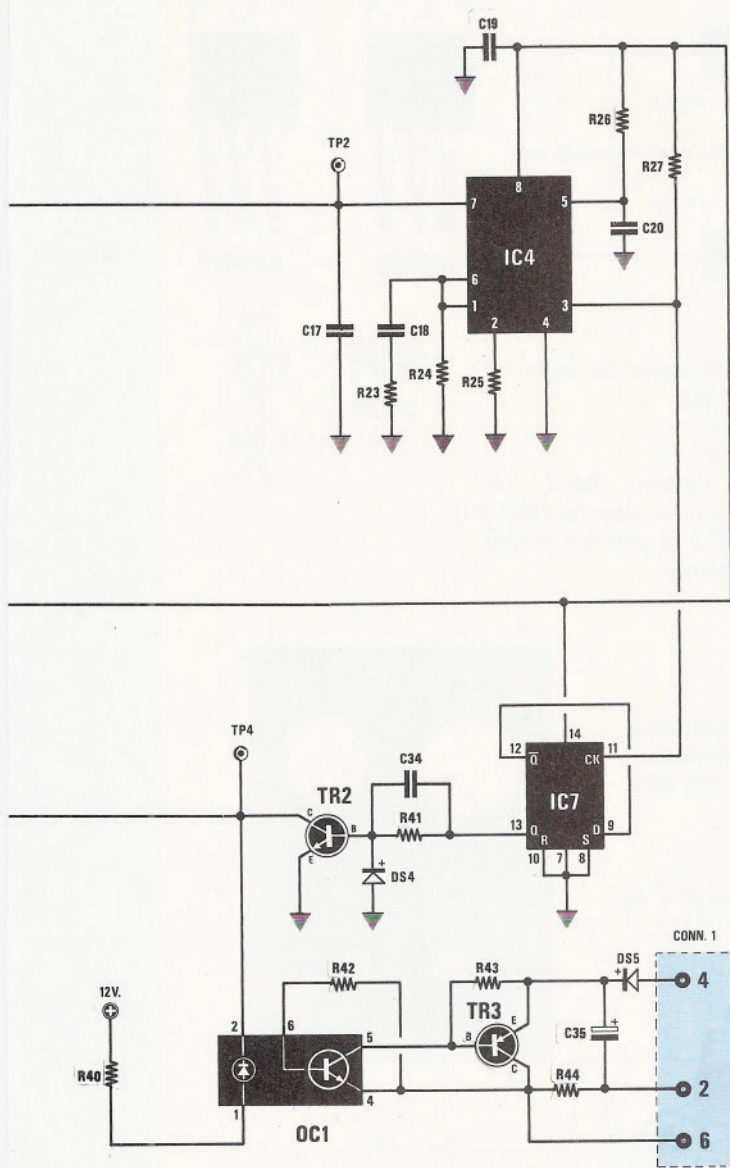 C19
R26
TP2
R27
8
7
5
IC4
C20
6
1
3
2
4
C17
C18
R24
R23
R25
14
12
11
Q̅
CK
TP4
C34
IC7
TR2
C
R41
13
Q
D
9
B
R
S
E
10
7
8
+
DS4
CONN. 1
R42
R43
DS5
12V.
+
4
TR3
E
+
2
6
5
B
C35
C
R40
R44
2
4
1
OC1
6